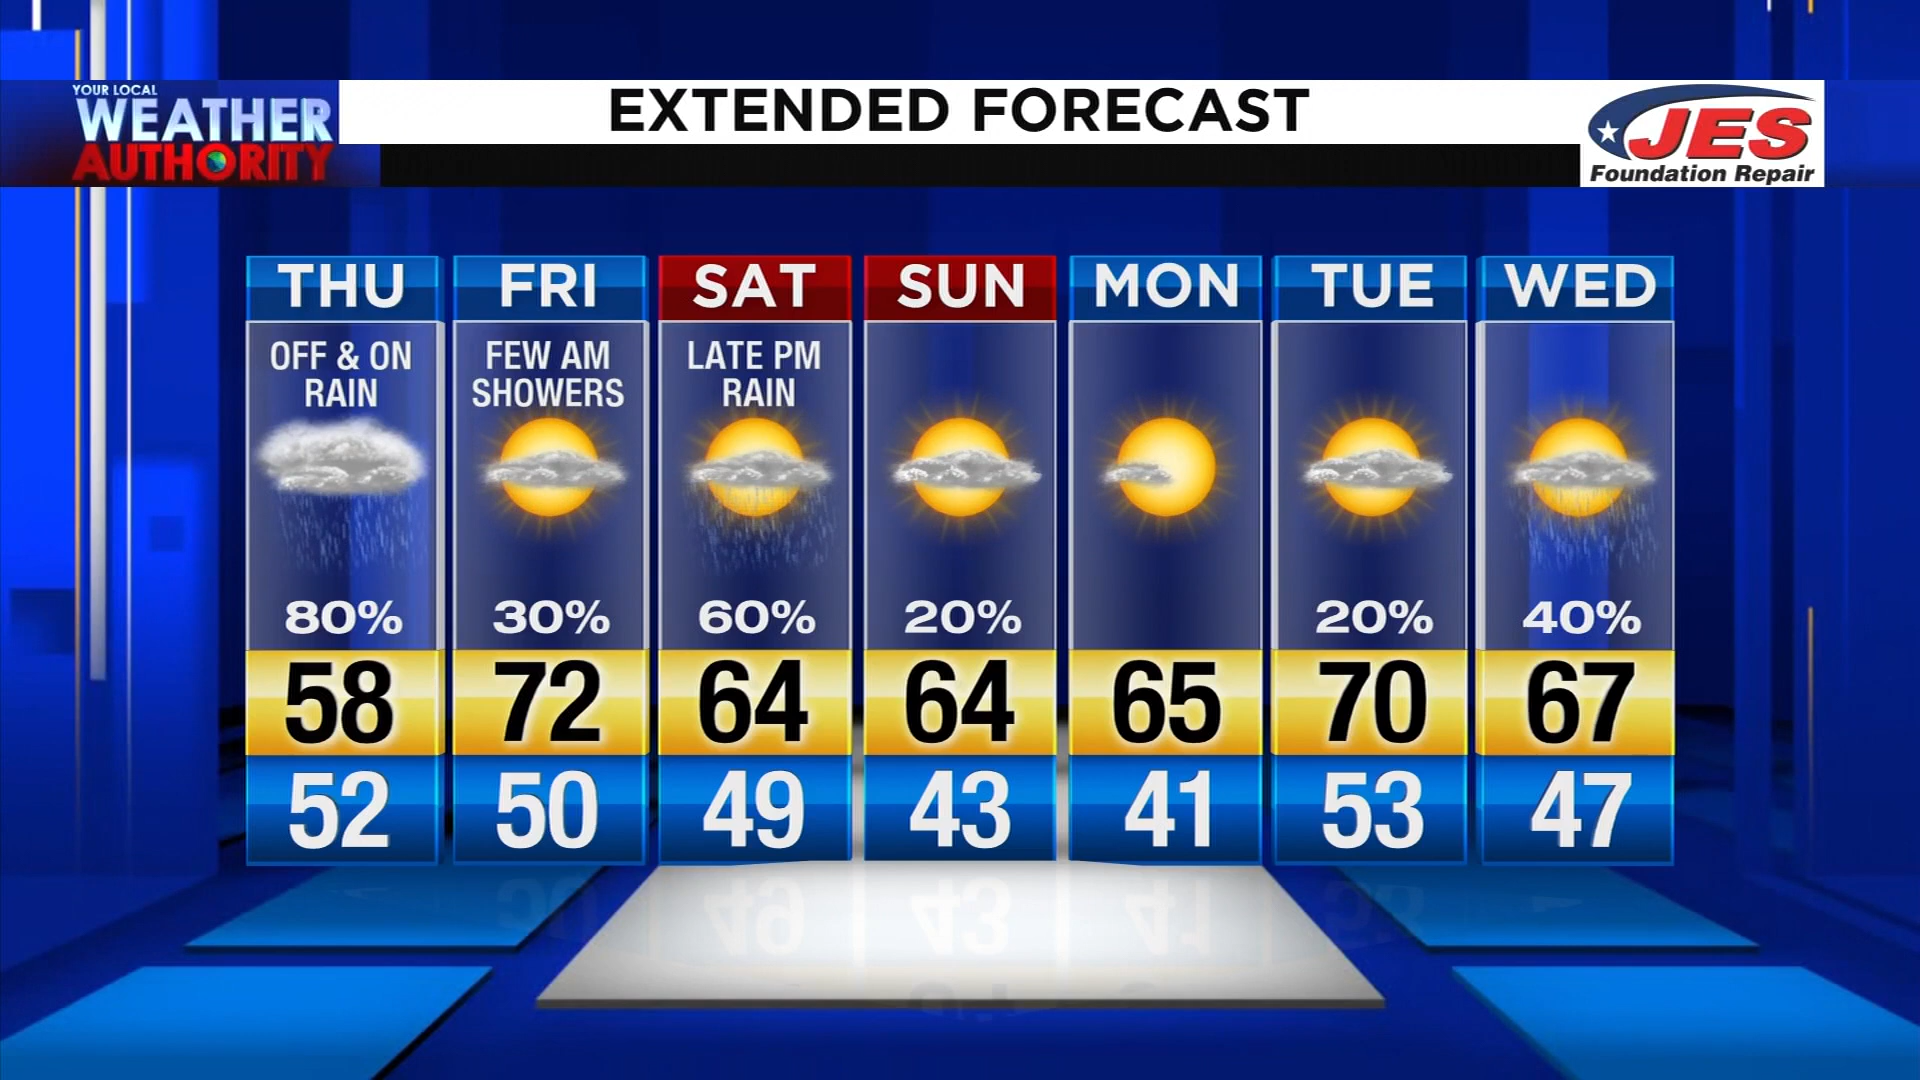 YOUR LOCAL
WEATHER
AUTHORITY
EXTENDED FORECAST
JES
Foundation Repair
THU
OFF & ON
RAIN
80%
58
52
FRI
FEW AM
SHOWERS
30%
72
50
SAT
LATE PM
RAIN
60%
64
49
SUN
20%
64
43
MON
65
41
TUE
20%
70
53
WED
40%
67
47